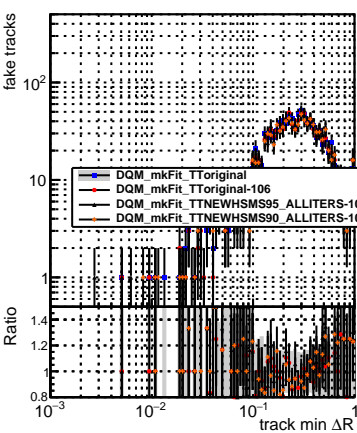 fake tracks
10²
10
1
DQM_mkFit_TToriginal
DQM_mkFit_TToriginal-106
DQM_mkFit_TTNEWHSMS95_ALLITERS-10
DQM_mkFit_TTNEWHSMS90_ALLITERS-10
Ratio
1.4
1.2
1
0.8
10⁻³ 10⁻² 10⁻¹ 1
track min ΔR